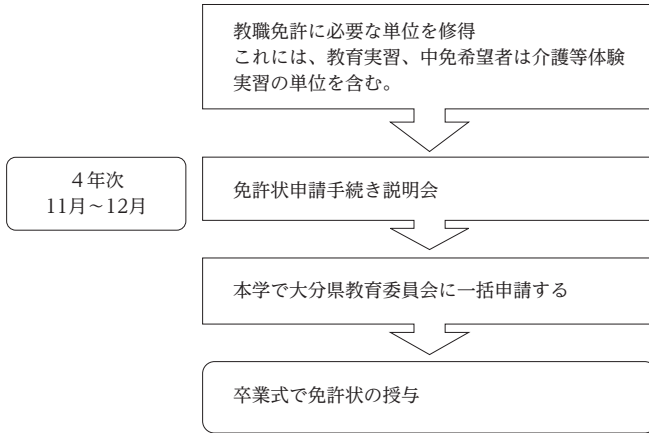 教職免許に必要な単位を修得
これには、教育実習、中免希望者は介護等体験
実習の単位を含む。
４年次
11月～12月
免許状申請手続き説明会
本学で大分県教育委員会に一括申請する
卒業式で免許状の授与